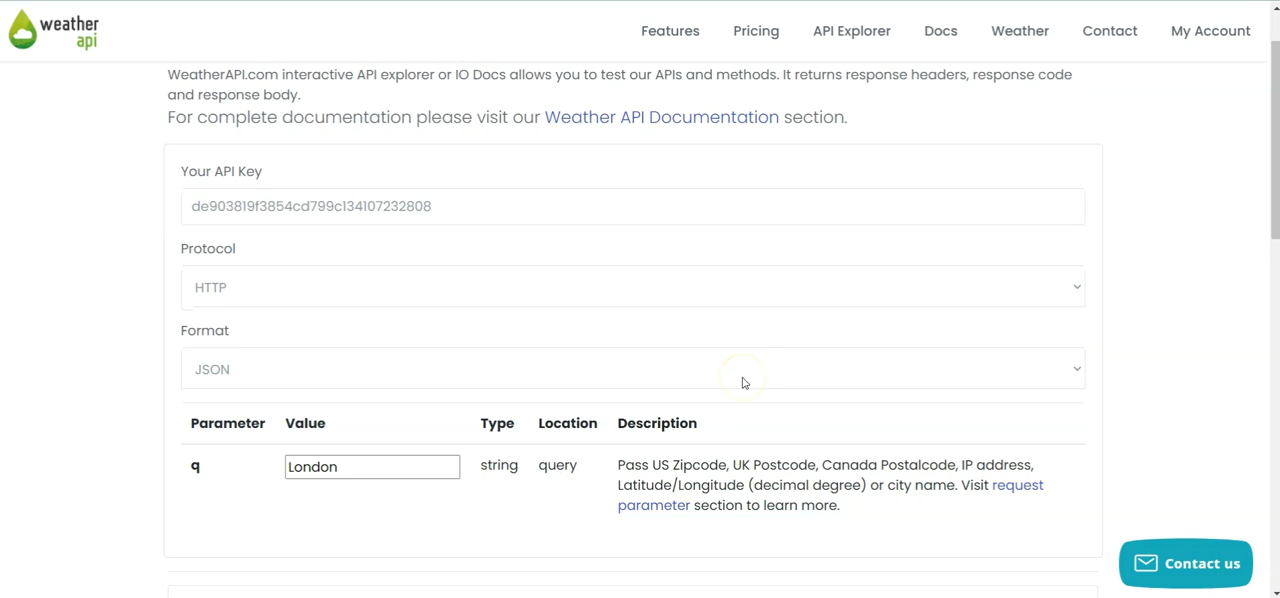 weather
api
Features
Pricing
API Explorer
Docs
Weather
Contact
My Account
WeatherAPI.com interactive API explorer or IO Docs allows you to test our APIs and methods. It returns response headers, response code
and response body.
For complete documentation please visit our Weather API Documentation section.
Your API Key
de903819f3854cd799c134107232808
Protocol
HTTP
Format
JSON
Parameter Value Type Location Description
q London string query Pass US Zipcode, UK Postcode, Canada Postalcode, IP address,
Latitude/Longitude (decimal degree) or city name. Visit request
parameter section to learn more.
Contact us